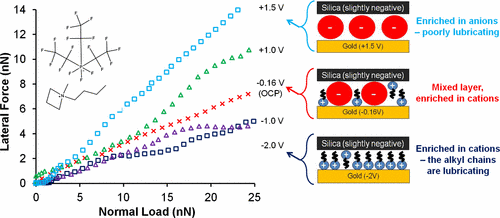 14
12
10
8
6
4
2
0
Lateral Force (nN)
0
5
10
15
20
25
Normal Load (nN)
F
F
F
F
F
F
F
F
F
+1.5 V
+1.0 V
-0.16 V
(OCP)
-1.0 V
-2.0 V
Silica (slightly negative)
Gold (+1.5 V)
Enriched in anions
– poorly lubricating
Silica (slightly negative)
Gold (-0.16V)
Mixed layer,
enriched in
cations
Silica (slightly negative)
Gold (-2V)
Enriched in cations
– the alkyl chains
are lubricating